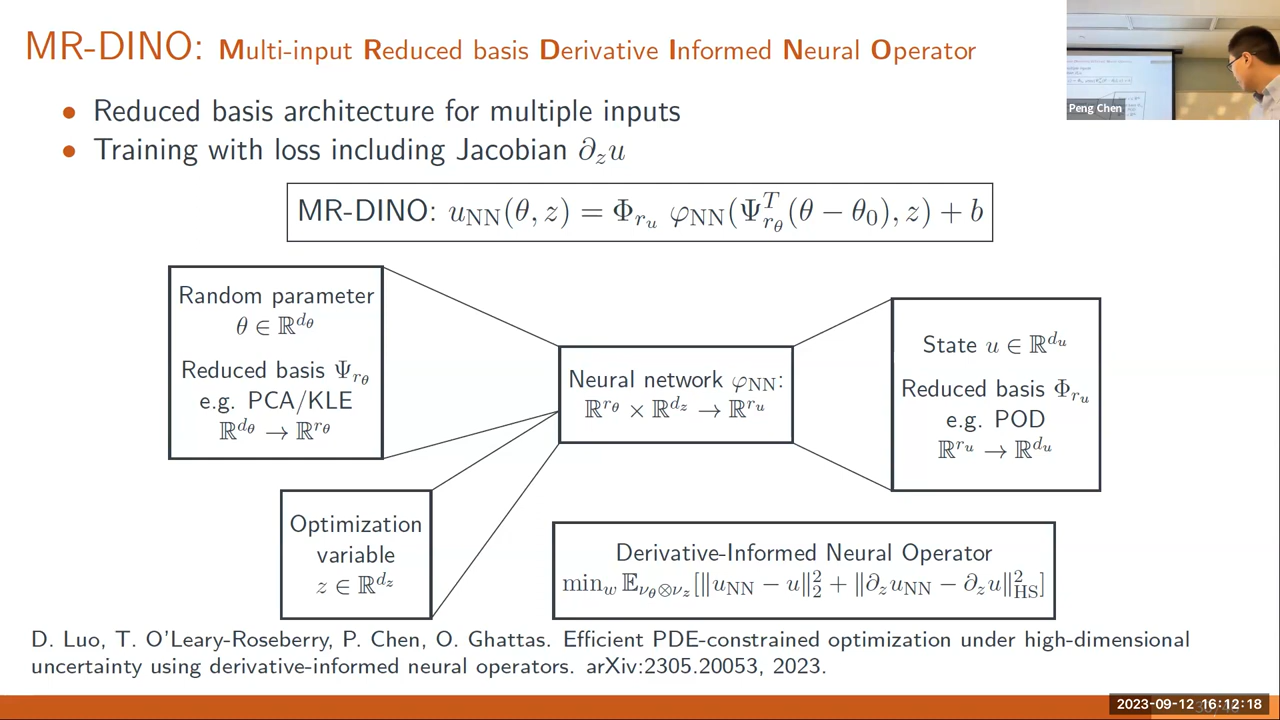 MR-DINO: Multi-input Reduced basis Derivative Informed Neural Operator
Peng Chen
• Reduced basis architecture for multiple inputs
• Training with loss including Jacobian ∂_z u
MR-DINO: u_NN(θ, z) = Φ_{r_u} φ_NN(Ψ^T_{r_θ}(θ − θ_0), z) + b
Random parameter
θ ∈ ℝ^{d_θ}
Reduced basis Ψ_{r_θ}
e.g. PCA/KLE
ℝ^{d_θ} → ℝ^{r_θ}
Optimization
variable
z ∈ ℝ^{d_z}
Neural network φ_NN:
ℝ^{r_θ} × ℝ^{d_z} → ℝ^{r_u}
State u ∈ ℝ^{d_u}
Reduced basis Φ_{r_u}
e.g. POD
ℝ^{r_u} → ℝ^{d_u}
Derivative-Informed Neural Operator
min_w 𝔼_{ν_θ⊗ν_z}[‖u_NN − u‖²_2 + ‖∂_z u_NN − ∂_z u‖²_HS]
D. Luo, T. O'Leary-Roseberry, P. Chen, O. Ghattas. Efficient PDE-constrained optimization under high-dimensional
uncertainty using derivative-informed neural operators. arXiv:2305.20053, 2023.
2023-09-12 16:12:18